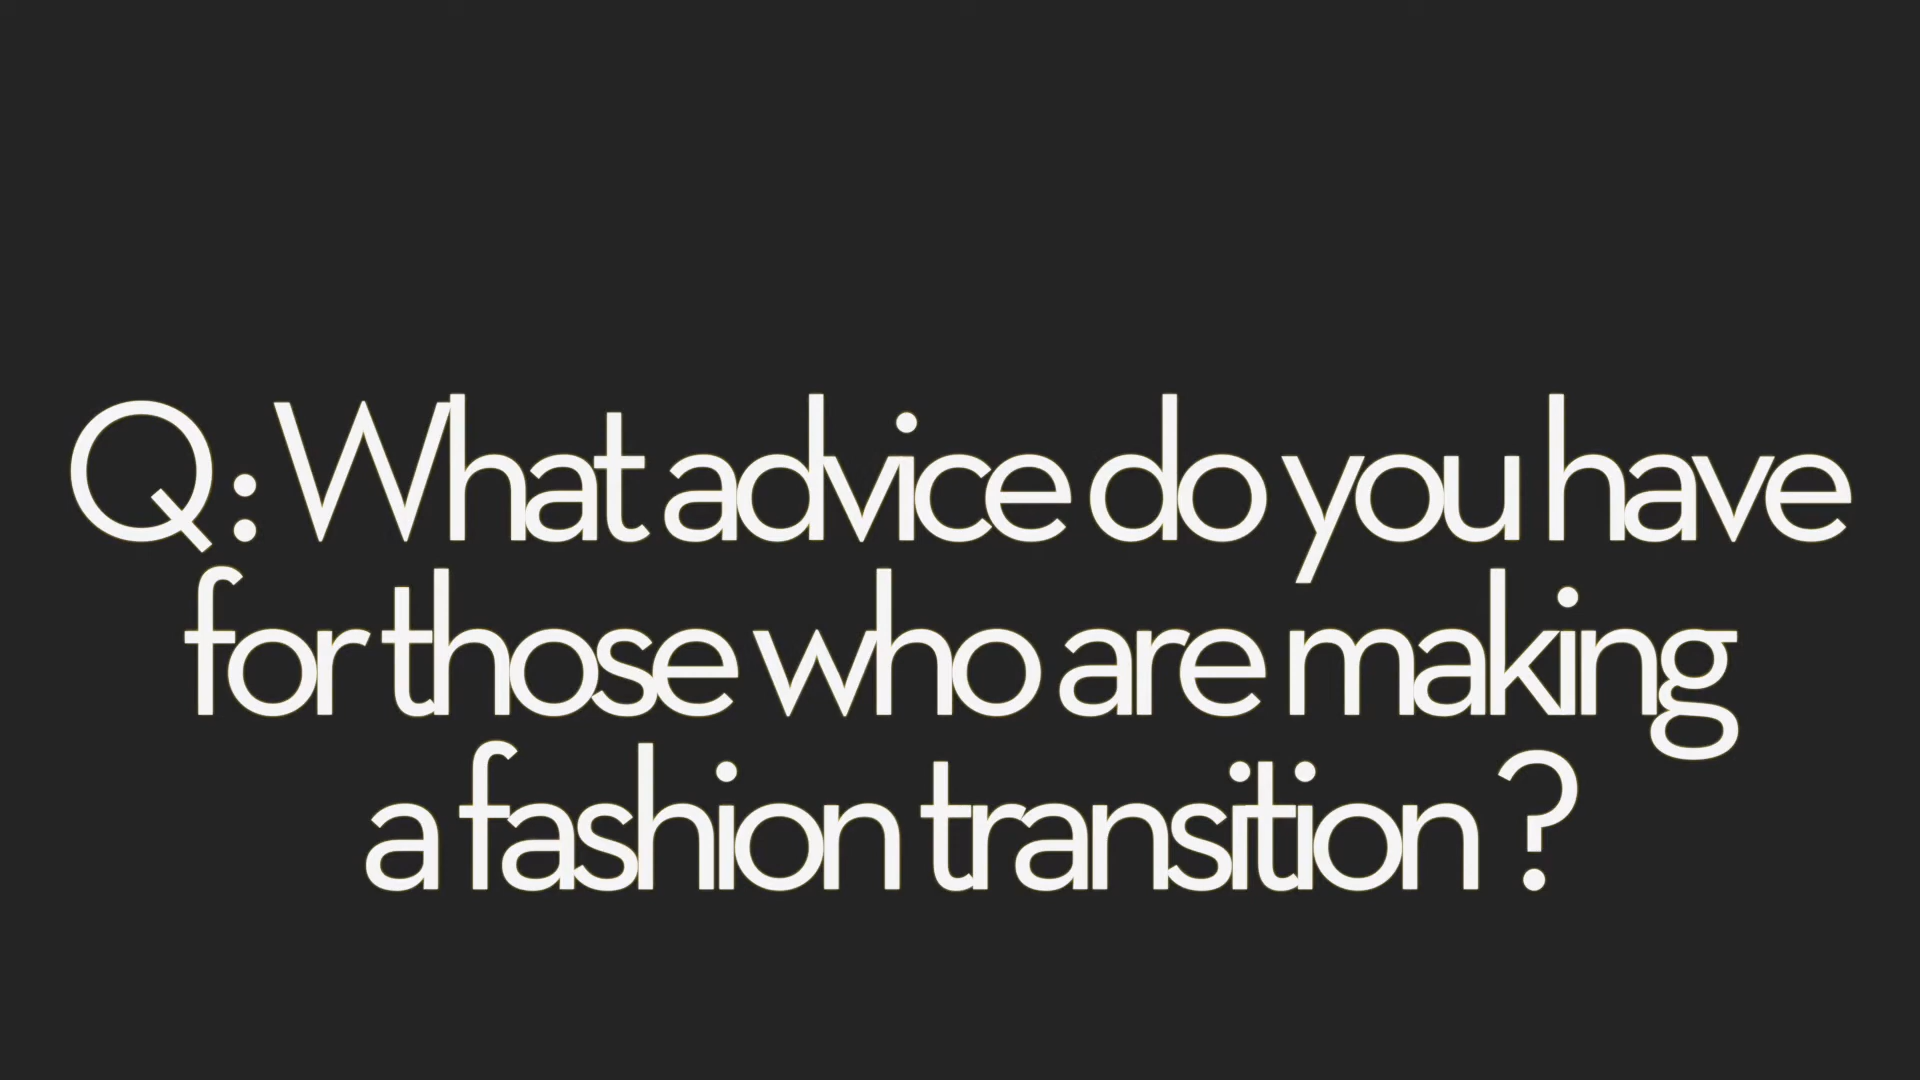 Q: What advice do you have
for those who are making
a fashion transition ?